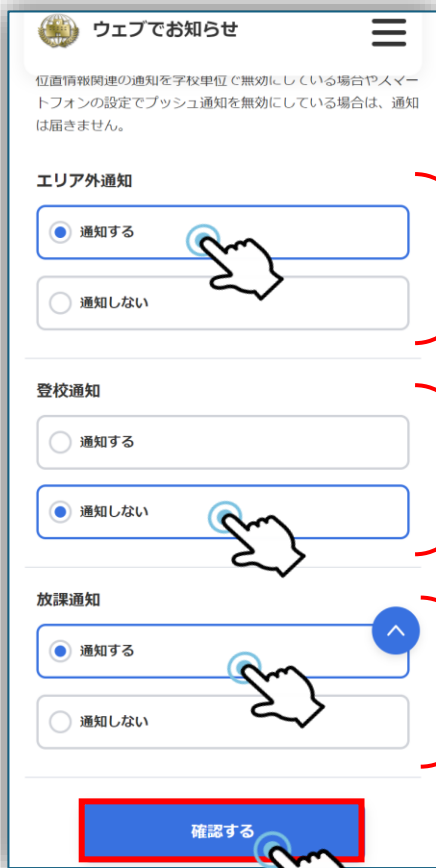 ウェブでお知らせ
位置情報関連の通知を学校単位で無効にしている場合やスマー
トフォンの設定でプッシュ通知を無効にしている場合は、通知
は届きません。
エリア外通知
通知する
通知しない
登校通知
通知する
通知しない
放課通知
通知する
通知しない
確認する